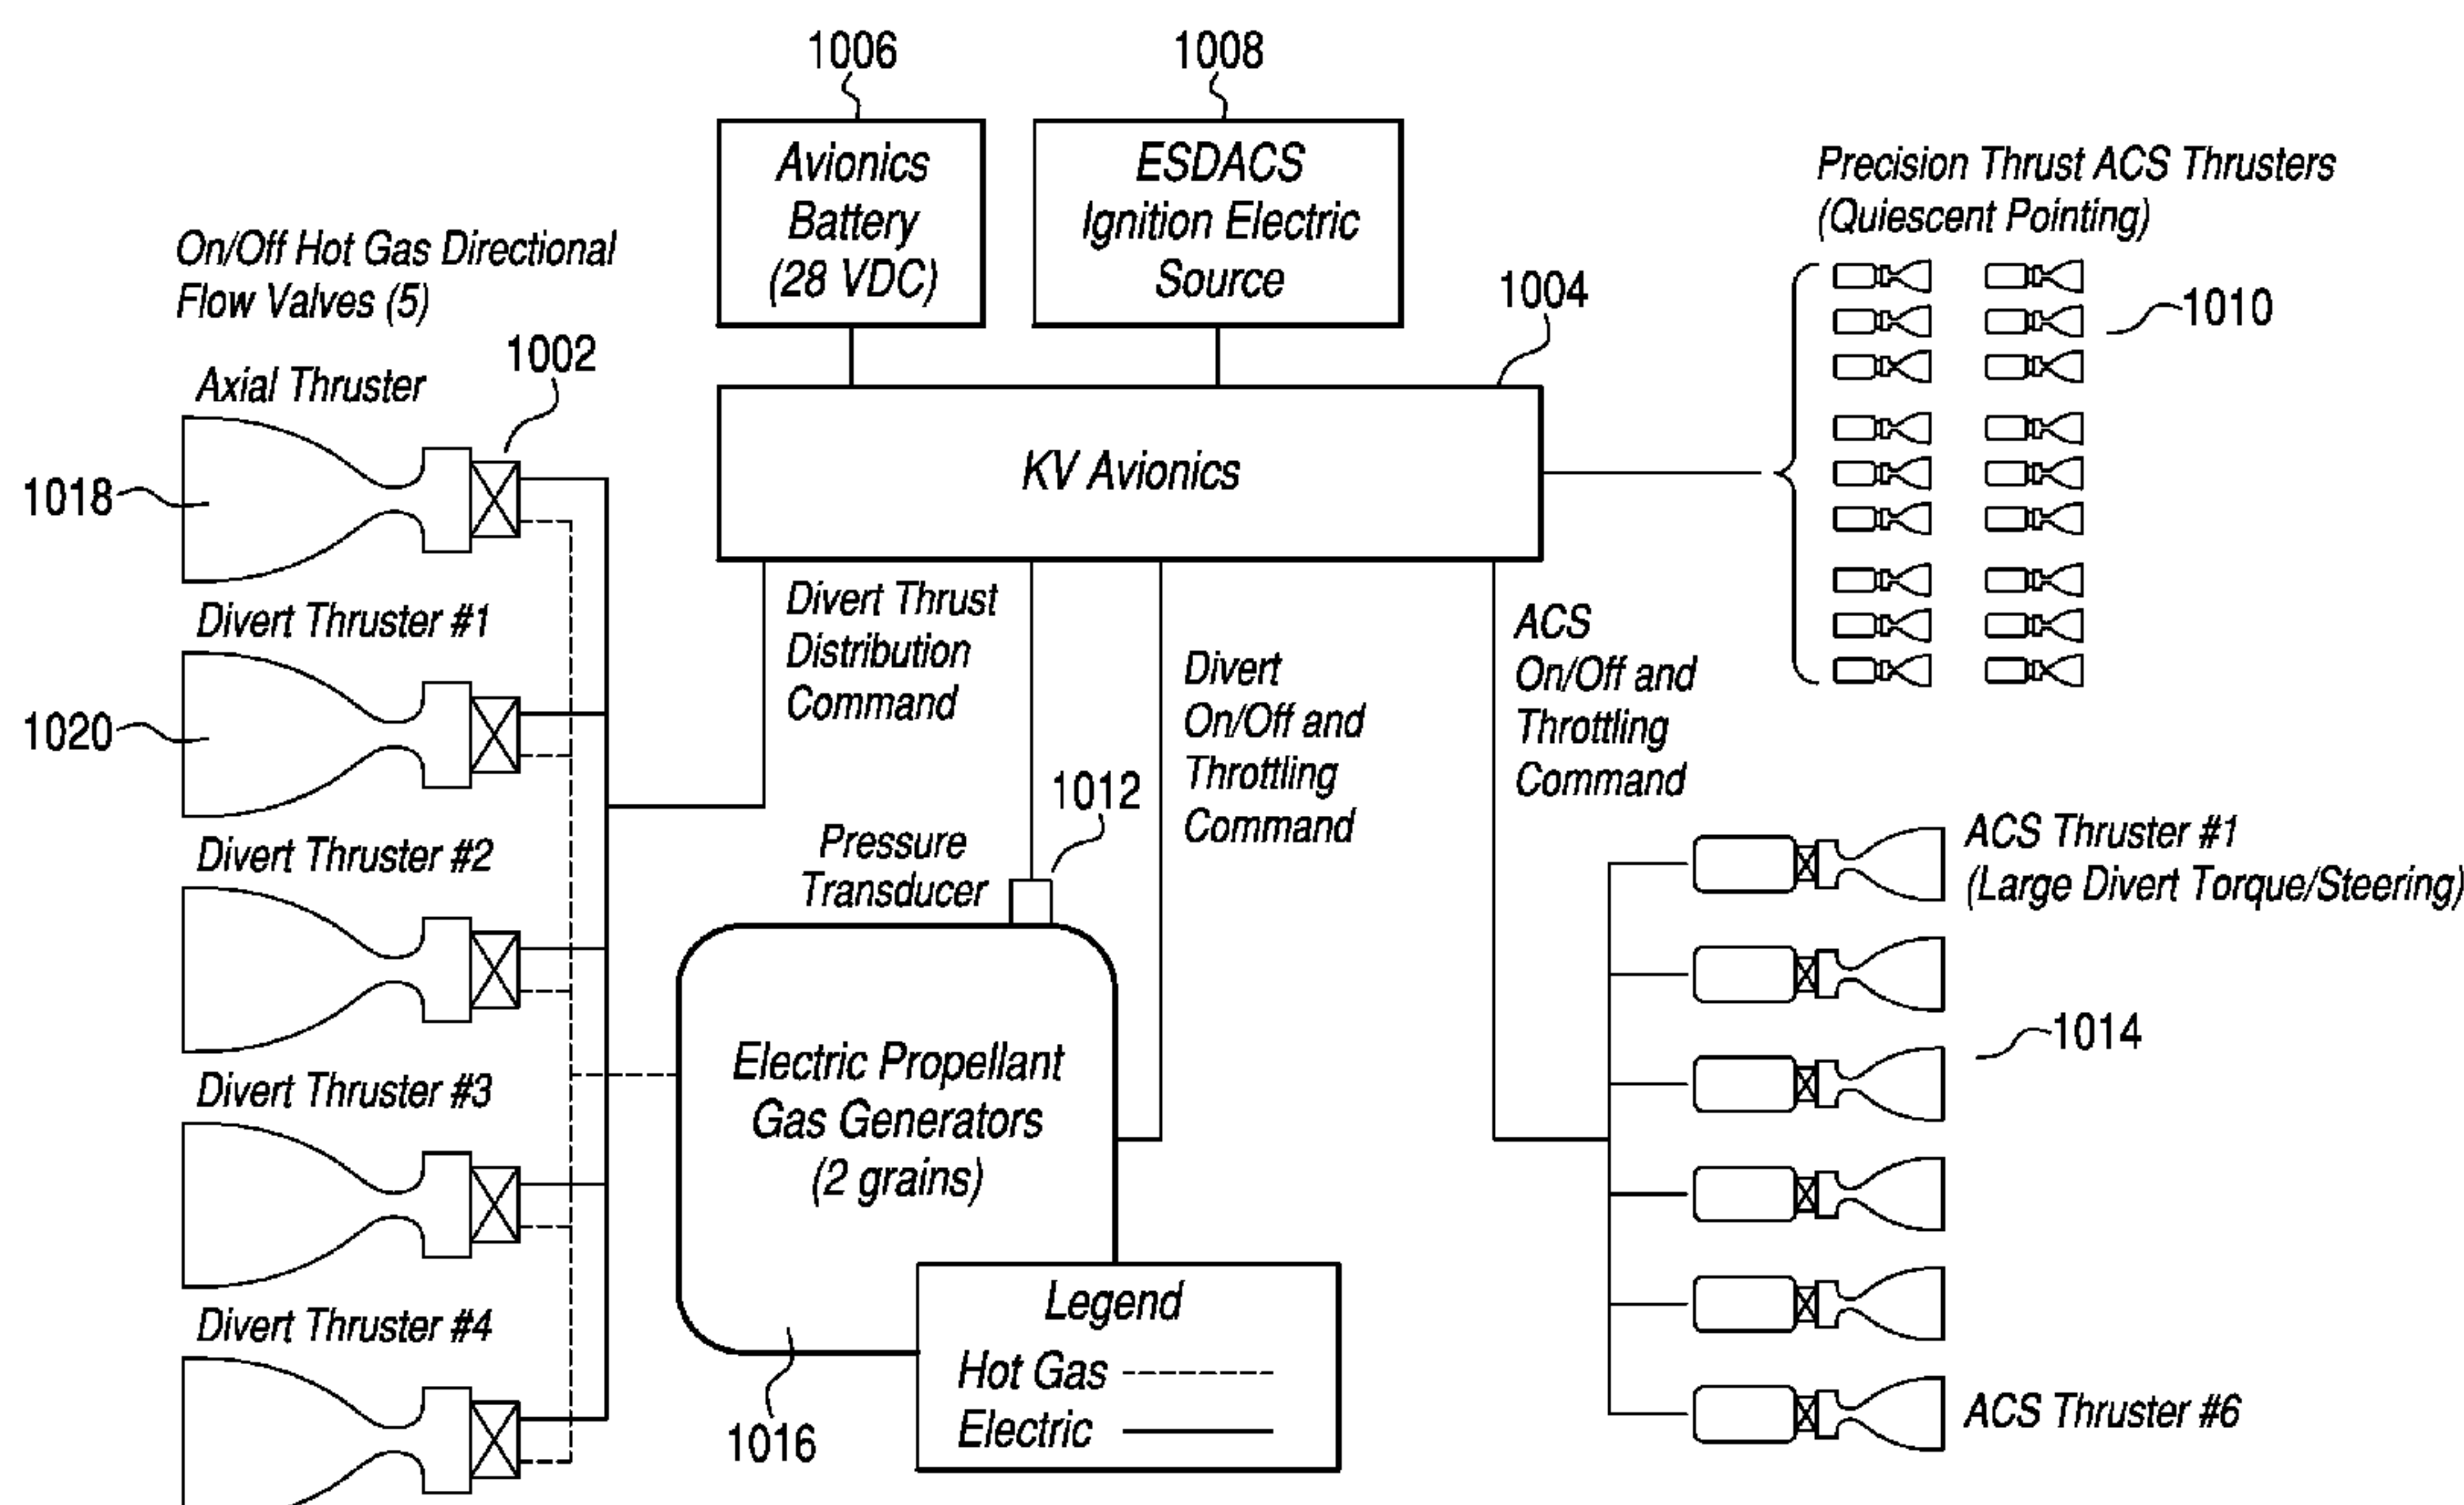 1006
1008
Avionics
Battery
(28 VDC)
ESDACS
Ignition Electric
Source
Precision Thrust ACS Thrusters
(Quiescent Pointing)
1010
On/Off Hot Gas Directional
Flow Valves (5)
1002
1004
Axial Thruster
1018
KV Avionics
Divert Thruster #1
1020
Divert Thrust
Distribution
Command
Divert
On/Off and
Throttling
Command
ACS
On/Off and
Throttling
Command
1012
Pressure
Transducer
Divert Thruster #2
ACS Thruster #1
(Large Divert Torque/Steering)
1014
Electric Propellant
Gas Generators
(2 grains)
Divert Thruster #3
Divert Thruster #4
1016
Legend
Hot Gas
Electric
ACS Thruster #6